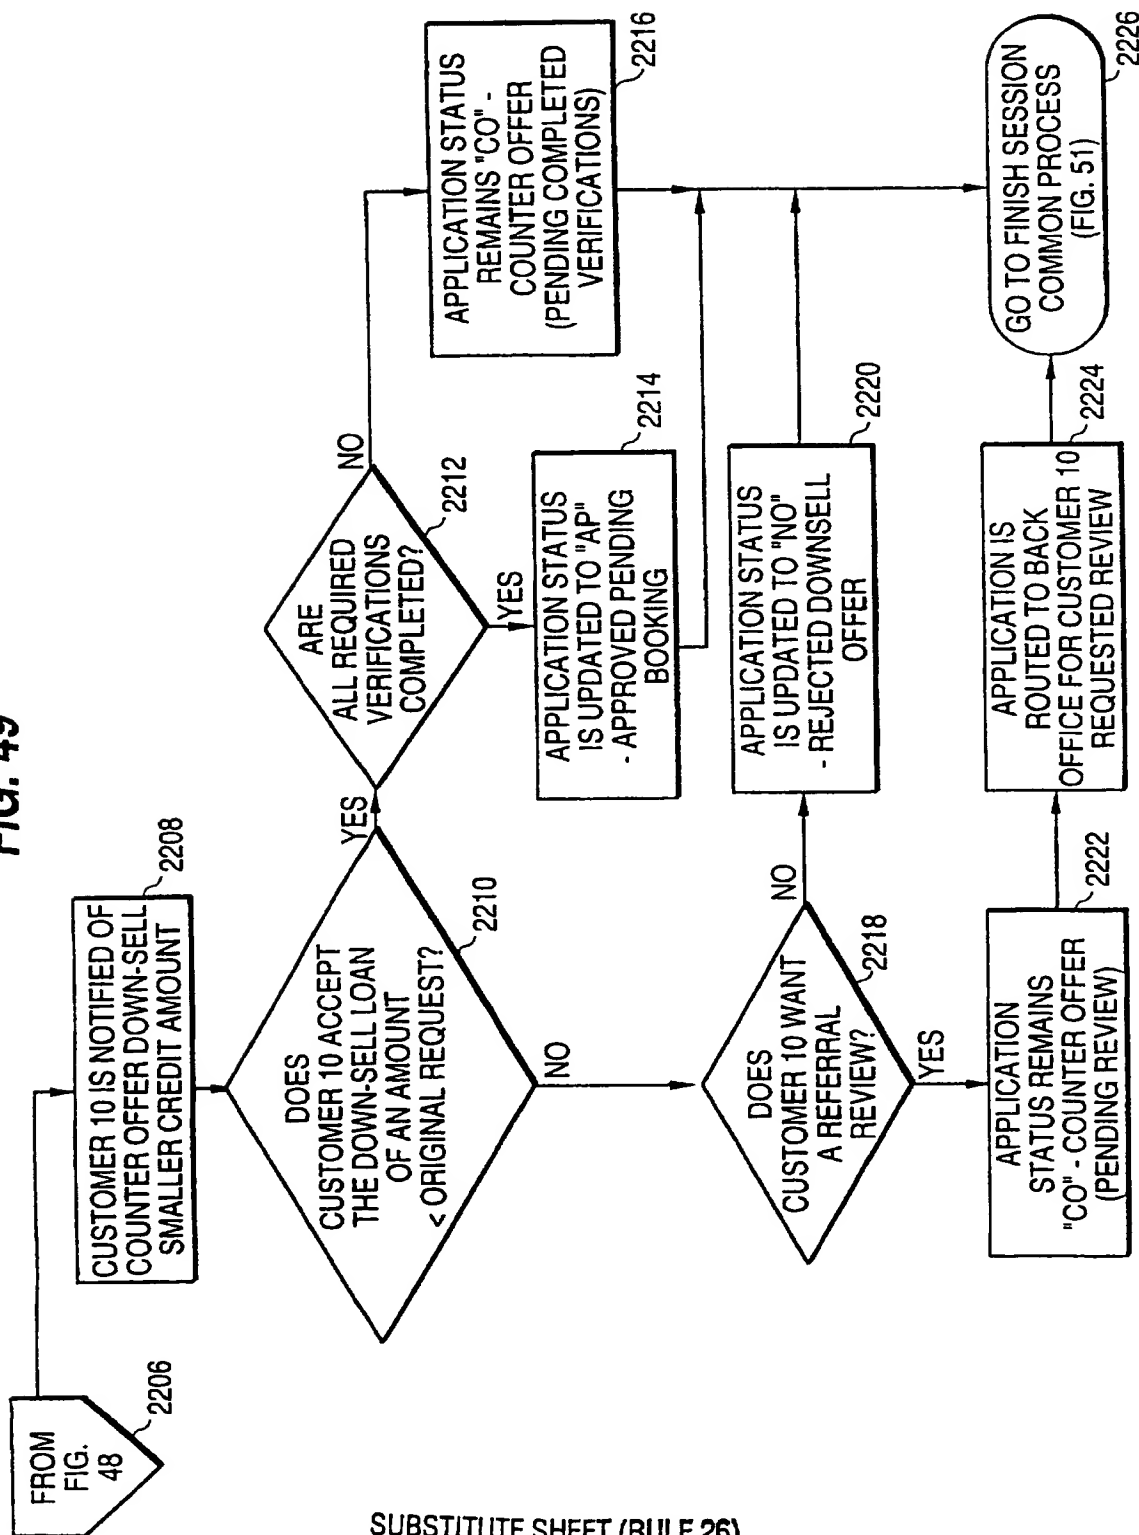 FIG. 49
FROM
FIG.
48
2206
CUSTOMER 10 IS NOTIFIED OF
COUNTER OFFER DOWN-SELL
SMALLER CREDIT AMOUNT
2208
DOES
CUSTOMER 10 ACCEPT
THE DOWN-SELL LOAN
OF AN AMOUNT
< ORIGINAL REQUEST?
2210
YES
NO
ARE
ALL REQUIRED
VERIFICATIONS
COMPLETED?
2212
NO
YES
APPLICATION STATUS
IS UPDATED TO "AP"
- APPROVED PENDING
BOOKING
2214
APPLICATION STATUS
REMAINS "CO" -
COUNTER OFFER
(PENDING COMPLETED
VERIFICATIONS)
2216
DOES
CUSTOMER 10 WANT
A REFERRAL
REVIEW?
2218
NO
YES
APPLICATION STATUS
IS UPDATED TO "NO"
- REJECTED DOWNSELL
OFFER
2220
APPLICATION
STATUS REMAINS
"CO" - COUNTER OFFER
(PENDING REVIEW)
2222
APPLICATION IS
ROUTED TO BACK
OFFICE FOR CUSTOMER 10
REQUESTED REVIEW
2224
GO TO FINISH SESSION
COMMON PROCESS
(FIG. 51)
2226
SUBSTITUTE SHEET (RULE 26)